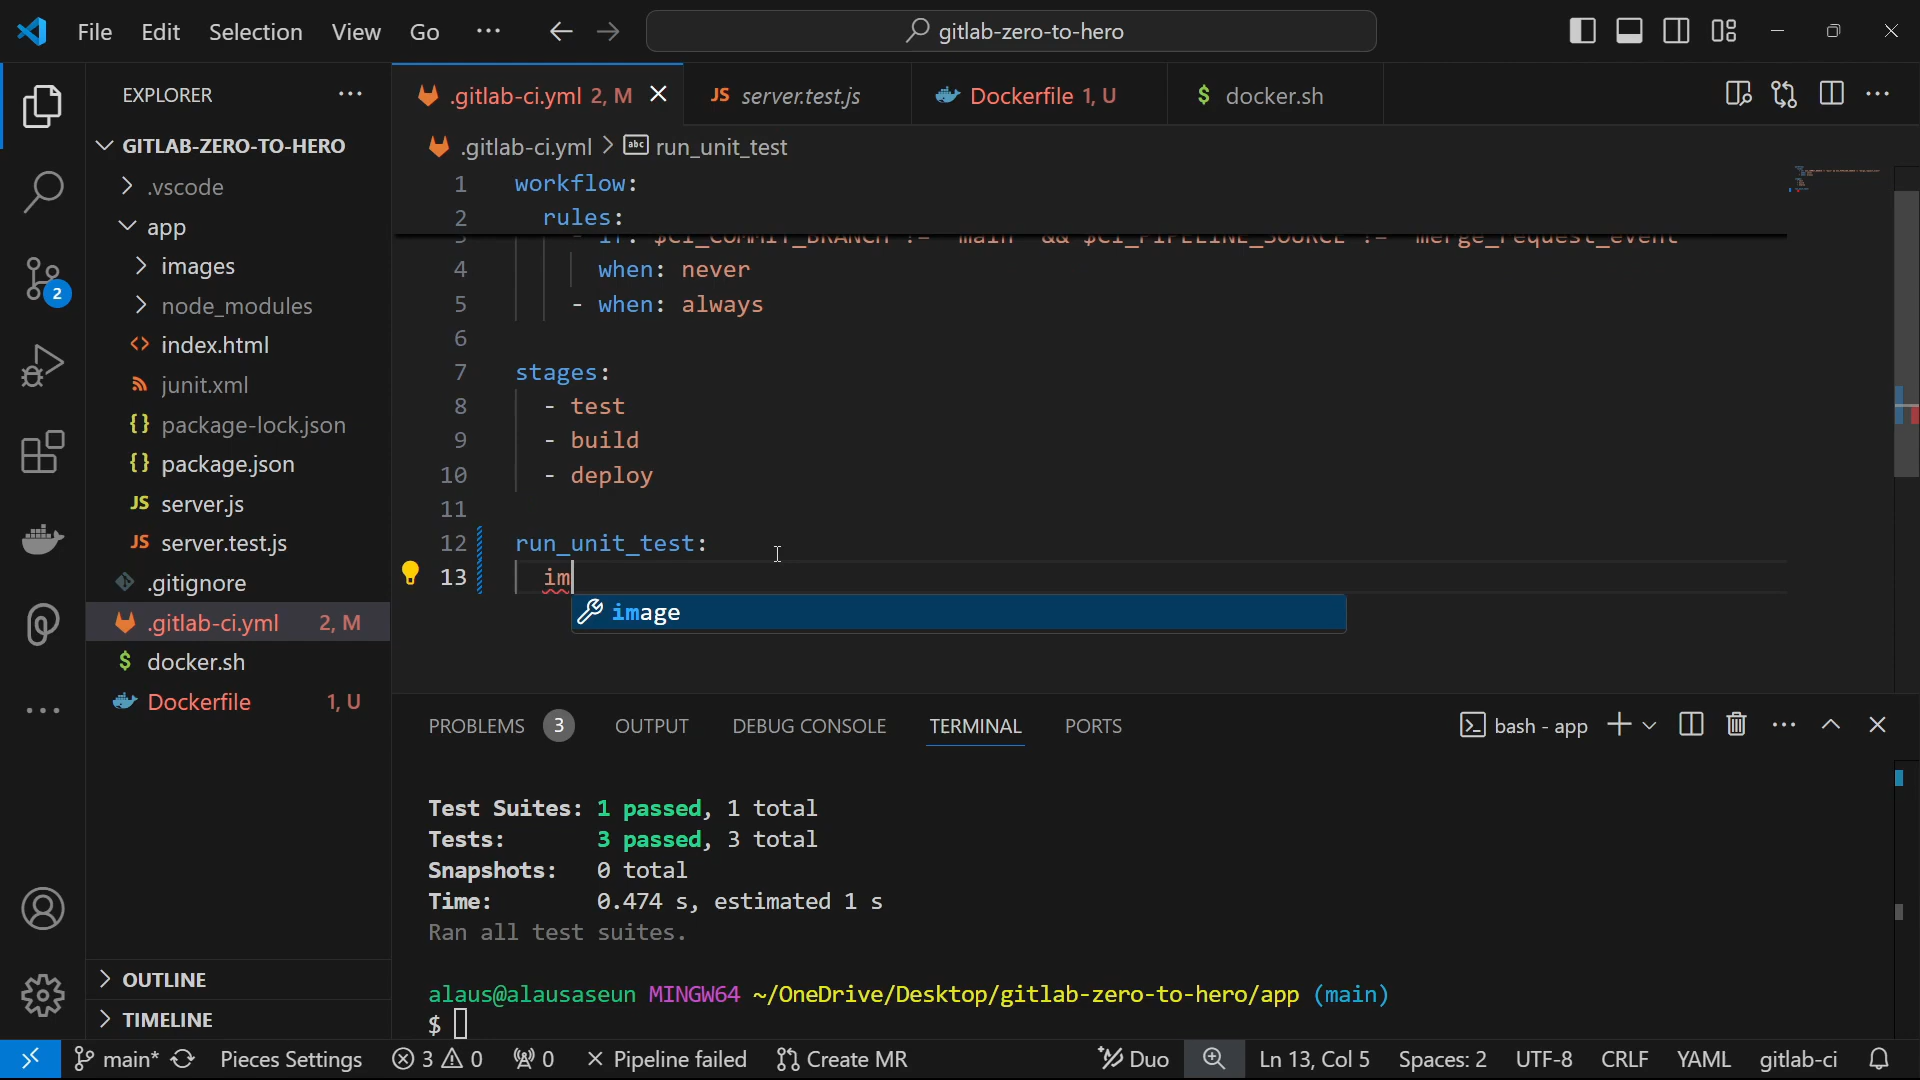 File Edit Selection View Go ··· gitlab-zero-to-hero
EXPLORER
GITLAB-ZERO-TO-HERO
.vscode
app
images
node_modules
index.html
junit.xml
package-lock.json
package.json
server.js
server.test.js
.gitignore
.gitlab-ci.yml 2, M
docker.sh
Dockerfile 1, U
OUTLINE
TIMELINE
.gitlab-ci.yml 2, M
server.test.js
Dockerfile 1, U
docker.sh
.gitlab-ci.yml > run_unit_test
1 workflow:
2 rules:
3 - if: $CI_COMMIT_BRANCH != "main" && $CI_PIPELINE_SOURCE != "merge_request_event"
4 when: never
5 - when: always
6
7 stages:
8 - test
9 - build
10 - deploy
11
12 run_unit_test:
13 im
image
PROBLEMS 3 OUTPUT DEBUG CONSOLE TERMINAL PORTS
bash - app
Test Suites: 1 passed, 1 total
Tests: 3 passed, 3 total
Snapshots: 0 total
Time: 0.474 s, estimated 1 s
Ran all test suites.
alaus@alausaseun MINGW64 ~/OneDrive/Desktop/gitlab-zero-to-hero/app (main)
$
2
main* Pieces Settings 3 0 0 Pipeline failed Create MR Duo Ln 13, Col 5 Spaces: 2 UTF-8 CRLF YAML gitlab-ci